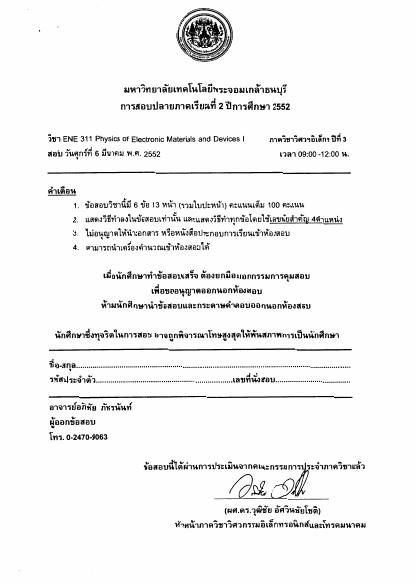 มหาวิทยาลัยเทคโนโลยีพระจอมเกล้าธนบุรี
การสอบปลายภาคเรียนที่ 2 ปีการศึกษา 2552
วิชา ENE 311 Physics of Electronic Materials and Devices I ภาควิชาวิศวฯอิเล็กฯ ปีที่ 3
สอบ วันศุกร์ที่ 6 มีนาคม พ.ศ. 2552 เวลา 09:00 -12:00 น.
คำเตือน
1. ข้อสอบวิชานี้มี 6 ข้อ 13 หน้า (รวมใบปะหน้า) คะแนนเต็ม 100 คะแนน
2. แสดงวิธีทำลงในข้อสอบเท่านั้น และแสดงวิธีทำทุกข้อโดยใช้เลขนัยสำคัญ 4ตำแหน่ง
3. ไม่อนุญาตให้นำเอกสาร หรือหนังสือประกอบการเรียนเข้าห้องสอบ
4. สามารถนำเครื่องคำนวณเข้าห้องสอบได้
เมื่อนักศึกษาทำข้อสอบเสร็จ ต้องยกมือบอกกรรมการคุมสอบ
เพื่อขออนุญาตออกนอกห้องสอบ
ห้ามนักศึกษานำข้อสอบและกระดาษคำตอบออกนอกห้องสอบ
นักศึกษาซึ่งทุจริตในการสอบ อาจถูกพิจารณาโทษสูงสุดให้พ้นสภาพการเป็นนักศึกษา
ชื่อ-สกุล
รหัสประจำตัว เลขที่นั่งสอบ
อาจารย์อภิชัย ภัทรนันท์
ผู้ออกข้อสอบ
โทร. 0-2470-9063
ข้อสอบนี้ได้ผ่านการประเมินจากคณะกรรมการประจำภาควิชาแล้ว
(ผศ.ดร.วุฒิชัย อัศวินชัยโชติ)
หัวหน้าภาควิชาวิศวกรรมอิเล็กทรอนิกส์และโทรคมนาคม